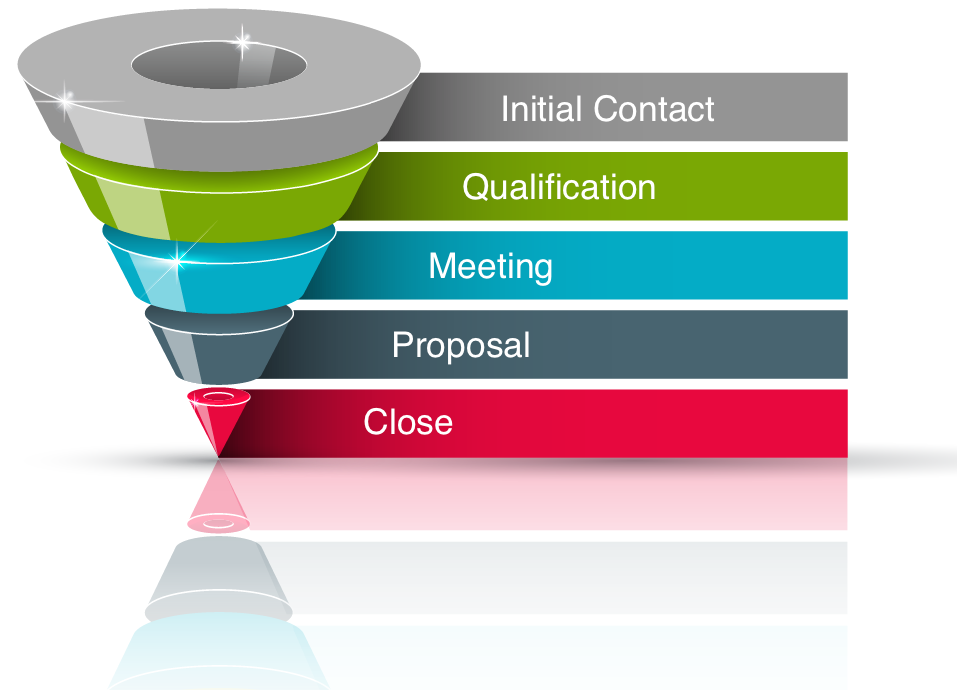 Initial Contact
Qualification
Meeting
Proposal
Close